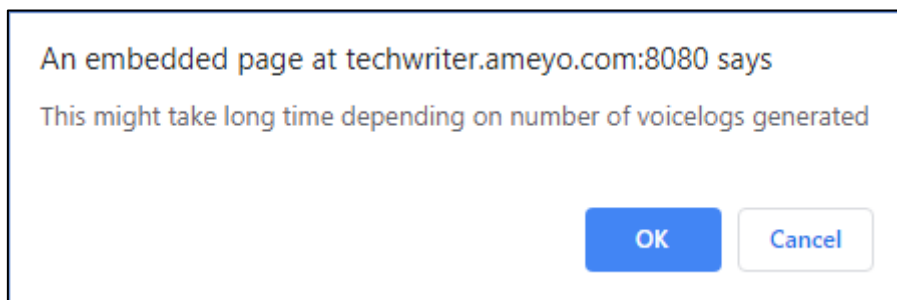 An embedded page at techwriter.ameyo.com:8080 says
This might take long time depending on number of voicelogs generated
OK
Cancel